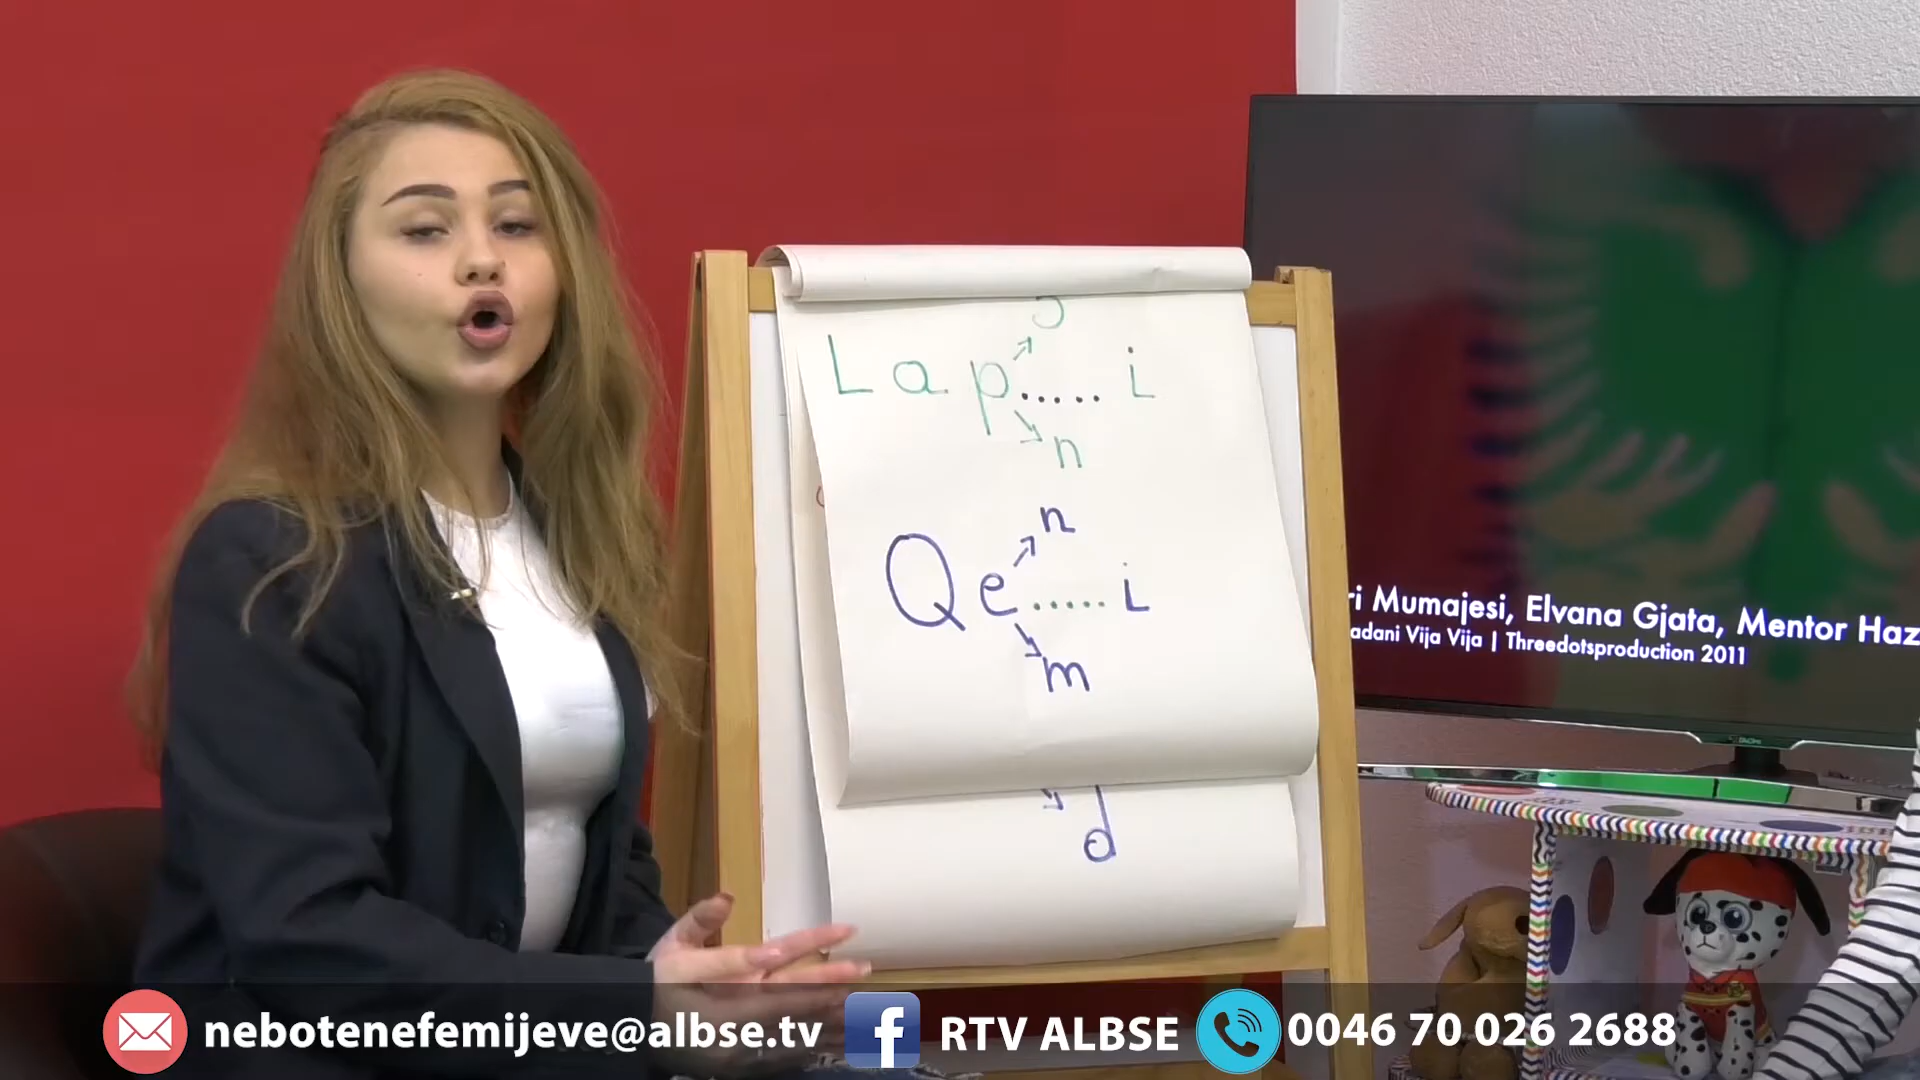 L a p ..... i
n
n
Q e ..... i
m
d
ri Mumajesi, Elvana Gjata, Mentor Haz
adani Vija Vija | Threedotsproduction 2011
nebotenefemijeve@albse.tv RTV ALBSE 0046 70 026 2688